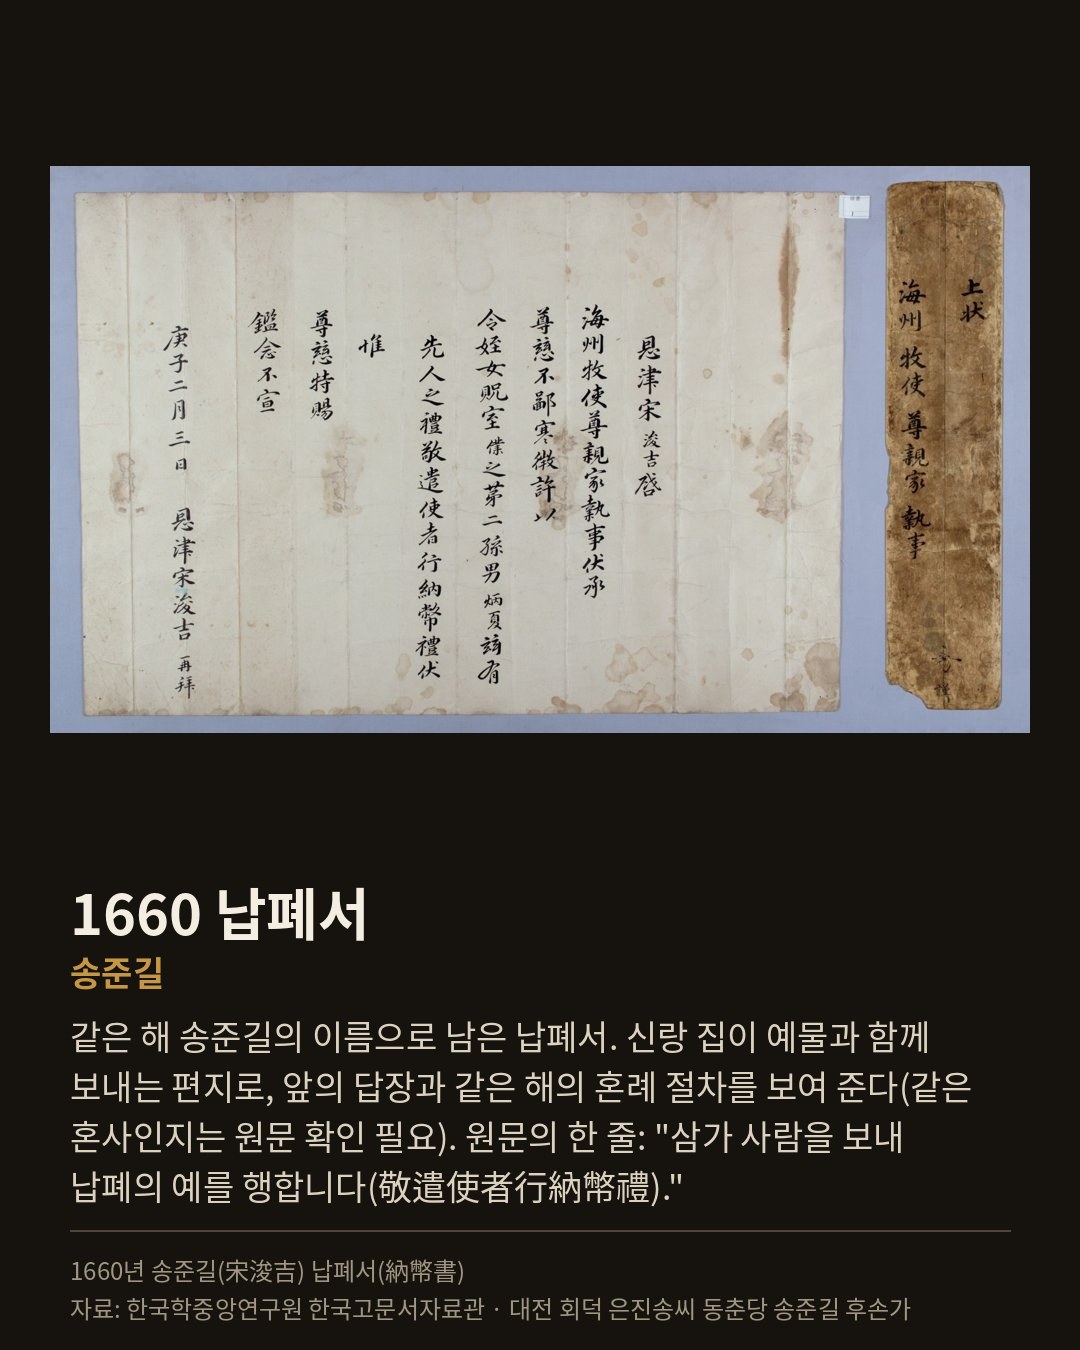 上狀
海州 牧使 尊親家 執事
恩津宋 浚吉 啓
海州牧使尊親家執事伏承
尊慈不鄙寒微許以
令姪女貺室 僕之第二孫男 炳夏 玆有
先人之禮敬遣使者行納幣禮伏
惟
尊慈特賜
鑑念不宣
庚子二月三日 恩津宋浚吉 再拜
1660 납폐서
송준길
같은 해 송준길의 이름으로 남은 납폐서. 신랑 집이 예물과 함께
보내는 편지로, 앞의 답장과 같은 해의 혼례 절차를 보여 준다(같은
혼사인지는 원문 확인 필요). 원문의 한 줄: "삼가 사람을 보내
납폐의 예를 행합니다(敬遣使者行納幣禮)."
1660년 송준길(宋浚吉) 납폐서(納幣書)
자료: 한국학중앙연구원 한국고문서자료관 · 대전 회덕 은진송씨 동춘당 송준길 후손가